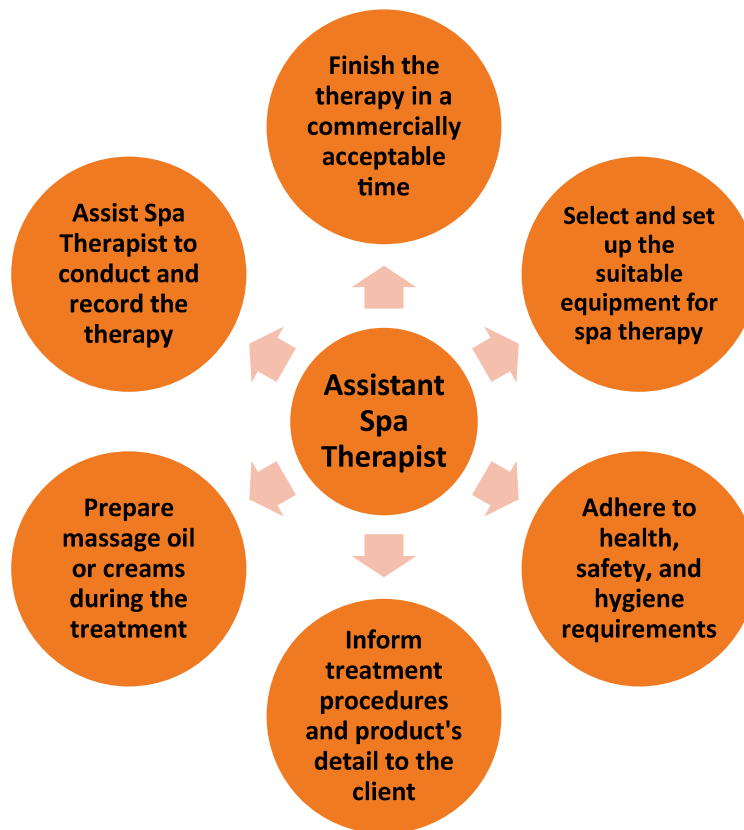 Finish the
therapy in a
commercially
acceptable
time
Select and set
up the
suitable
equipment for
spa therapy
Adhere to
health,
safety, and
hygiene
requirements
Inform
treatment
procedures
and product's
detail to the
client
Prepare
massage oil
or creams
during the
treatment
Assist Spa
Therapist to
conduct and
record the
therapy
Assistant
Spa
Therapist